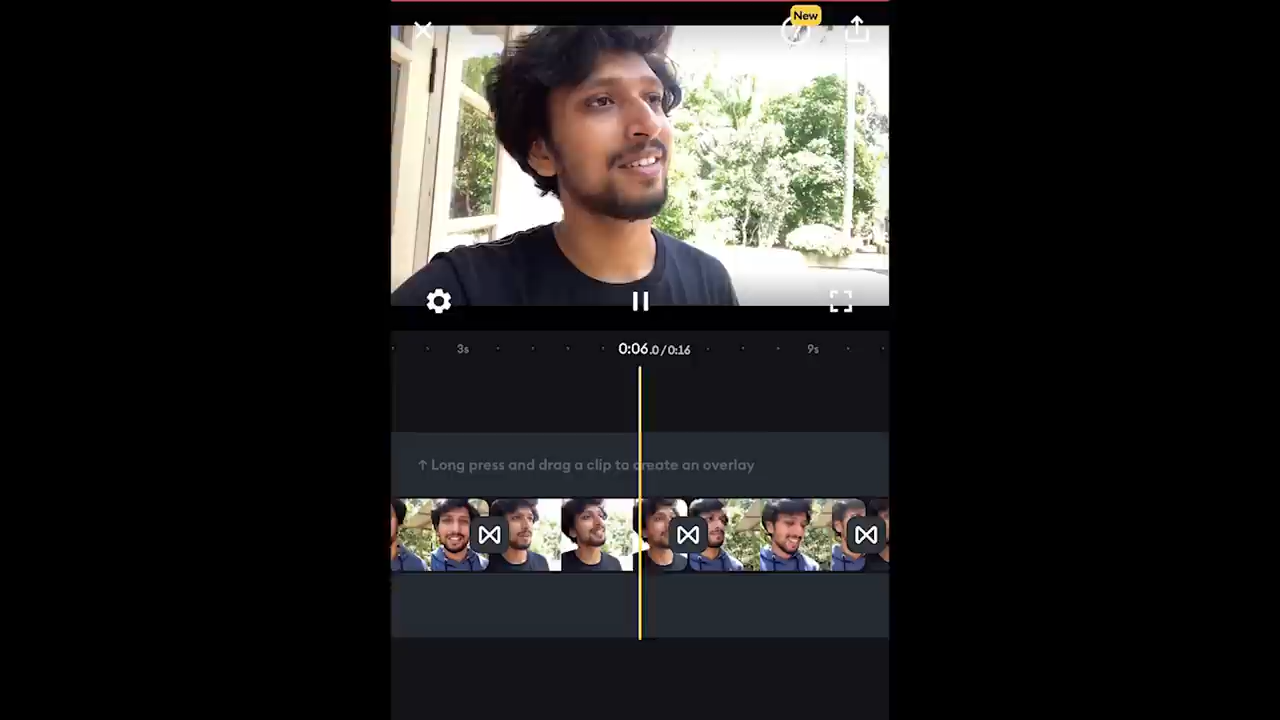 New
3s
0:06.0/0:16
9s
↑ Long press and drag a clip to create an overlay